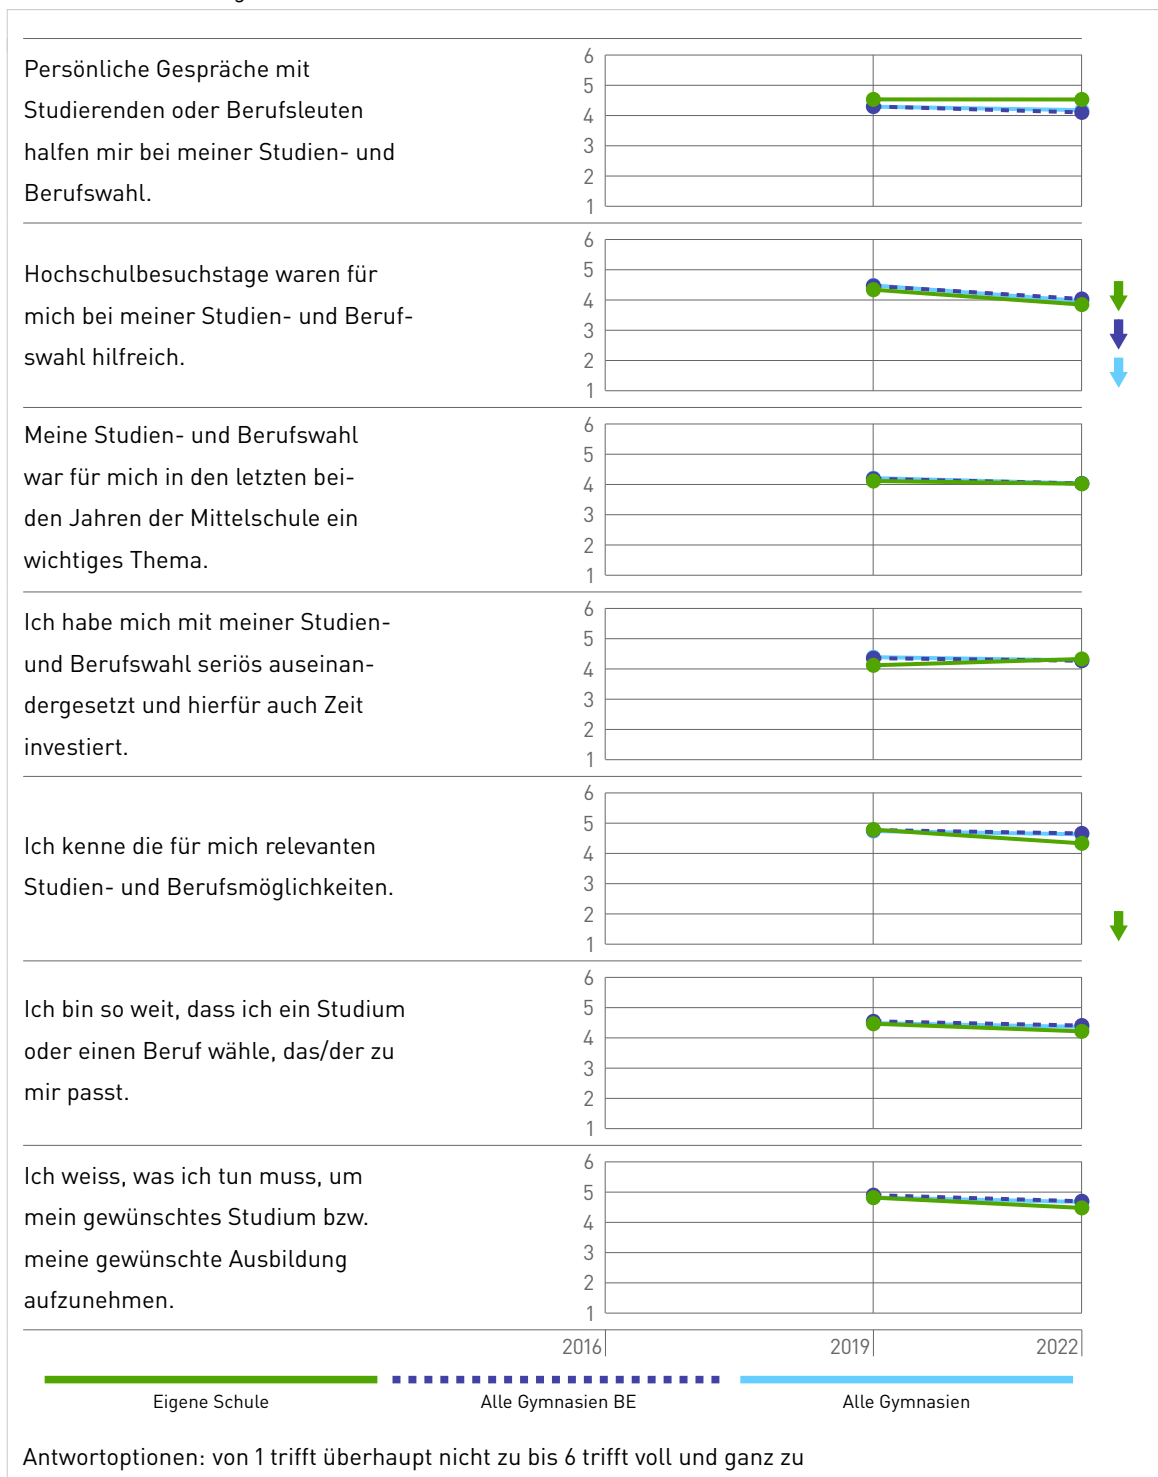 Persönliche Gespräche mit
Studierenden oder Berufsleuten
halfen mir bei meiner Studien- und
Berufswahl.
6
5
4
3
2
1
Hochschulbesuchstage waren für
mich bei meiner Studien- und Beruf-
swahl hilfreich.
6
5
4
3
2
1
Meine Studien- und Berufswahl
war für mich in den letzten bei-
den Jahren der Mittelschule ein
wichtiges Thema.
6
5
4
3
2
1
Ich habe mich mit meiner Studien-
und Berufswahl seriös auseinan-
dergesetzt und hierfür auch Zeit
investiert.
6
5
4
3
2
1
Ich kenne die für mich relevanten
Studien- und Berufsmöglichkeiten.
6
5
4
3
2
1
Ich bin so weit, dass ich ein Studium
oder einen Beruf wähle, das/der zu
mir passt.
6
5
4
3
2
1
Ich weiss, was ich tun muss, um
mein gewünschtes Studium bzw.
meine gewünschte Ausbildung
aufzunehmen.
6
5
4
3
2
1
2016 2019 2022
Eigene Schule Alle Gymnasien BE Alle Gymnasien
Antwortoptionen: von 1 trifft überhaupt nicht zu bis 6 trifft voll und ganz zu